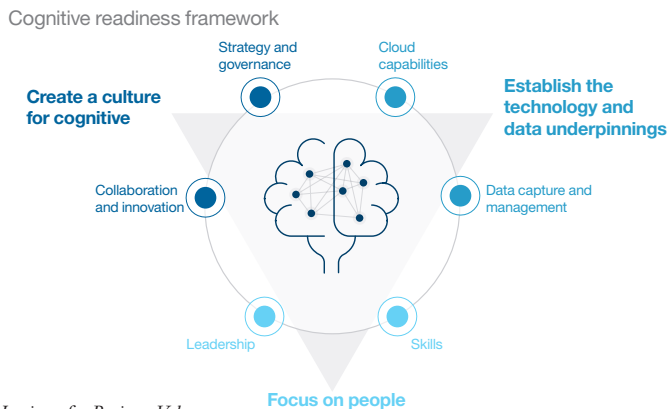 Cognitive readiness framework
Strategy and
governance
Cloud
capabilities
Create a culture
for cognitive
Establish the
technology and
data underpinnings
Collaboration
and innovation
Data capture and
management
Leadership
Skills
Focus on people